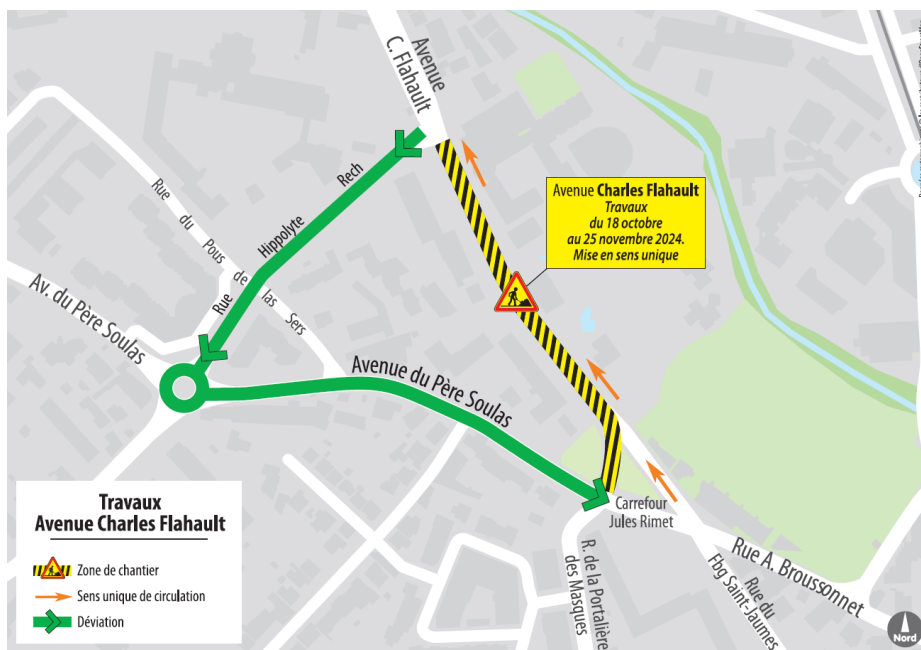 Avenue
C. Flahault
Rue Hippolyte Rech
Rue du Pous de las Sers
Av. du Père Soulas
Avenue Charles Flahault
Travaux
du 18 octobre
au 25 novembre 2024.
Mise en sens unique
Avenue du Père Soulas
Carrefour
Jules Rimet
R. de la Portalière
des Masques
Rue A. Broussonnet
Rue du
Fbg Saint-Jaumes
Travaux
Avenue Charles Flahault
Zone de chantier
Sens unique de circulation
Déviation
Nord